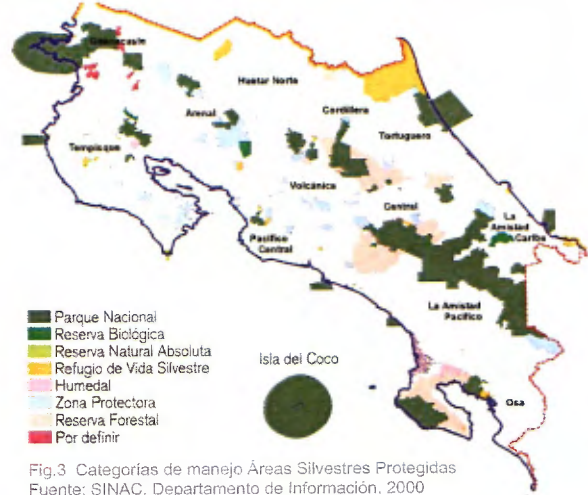 Guanacaste
Huetar Norte
Arenal
Cordillera
Tortuguero
Tempisque
Volcánica
Central
La
Amistad
Caribe
Pacífico
Central
La Amistad
Pacífico
Isla del Coco
Osa
Parque Nacional
Reserva Biológica
Reserva Natural Absoluta
Refugio de Vida Silvestre
Humedal
Zona Protectora
Reserva Forestal
Por definir
Fig.3 Categorías de manejo Áreas Silvestres Protegidas
Fuente: SINAC, Departamento de Información, 2000